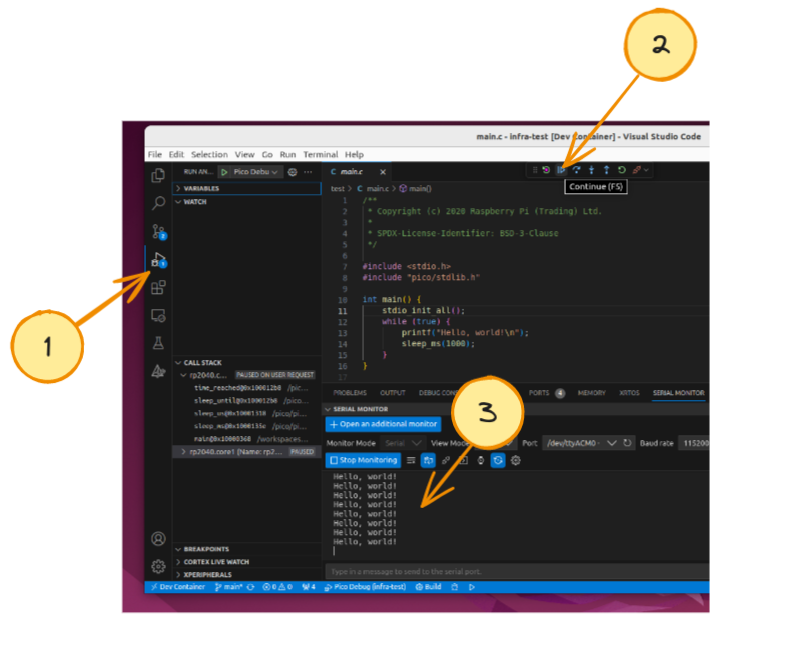 2
main.c - infra-test [Dev Container] - Visual Studio Code
File Edit Selection View Go Run Terminal Help
RUN AN... Pico Debu
main.c
Continue (F5)
VARIABLES
WATCH
test > C main.c > main()
1 /**
2 * Copyright (c) 2020 Raspberry Pi (Trading) Ltd.
3 *
4 * SPDX-License-Identifier: BSD-3-Clause
5 */
6
7 #include <stdio.h>
8 #include "pico/stdlib.h"
9
10 int main() {
11 stdio_init_all();
12 while (true) {
13 printf("Hello, world!\n");
14 sleep_ms(1000);
15 }
16 }
17
1
CALL STACK
rp2040.c... PAUSED ON USER REQUEST
time_reached@0x100012b0 /pic...
sleep_until@0x100012b0 /pico...
sleep_us@0x10001310 /pico/pi...
sleep_ms@0x1000135e /pico/pi...
main@0x10000368 /workspaces...
rp2040.core1 [Name: rp2... PAUSED
BREAKPOINTS
CORTEX LIVE WATCH
XPERIPHERALS
PROBLEMS OUTPUT DEBUG CON PORTS 4 MEMORY XRTOS SERIAL MONITOR
3
SERIAL MONITOR
+ Open an additional monitor
Monitor Mode Serial View Mod Port /dev/ttyACM0 - Baud rate 115200
Stop Monitoring
Hello, world!
Hello, world!
Hello, world!
Hello, world!
Hello, world!
Hello, world!
Hello, world!
Hello, world!
Type in a message to send to the serial port.
Dev Container main* 0 0 4 Pico Debug (infra-test) Build